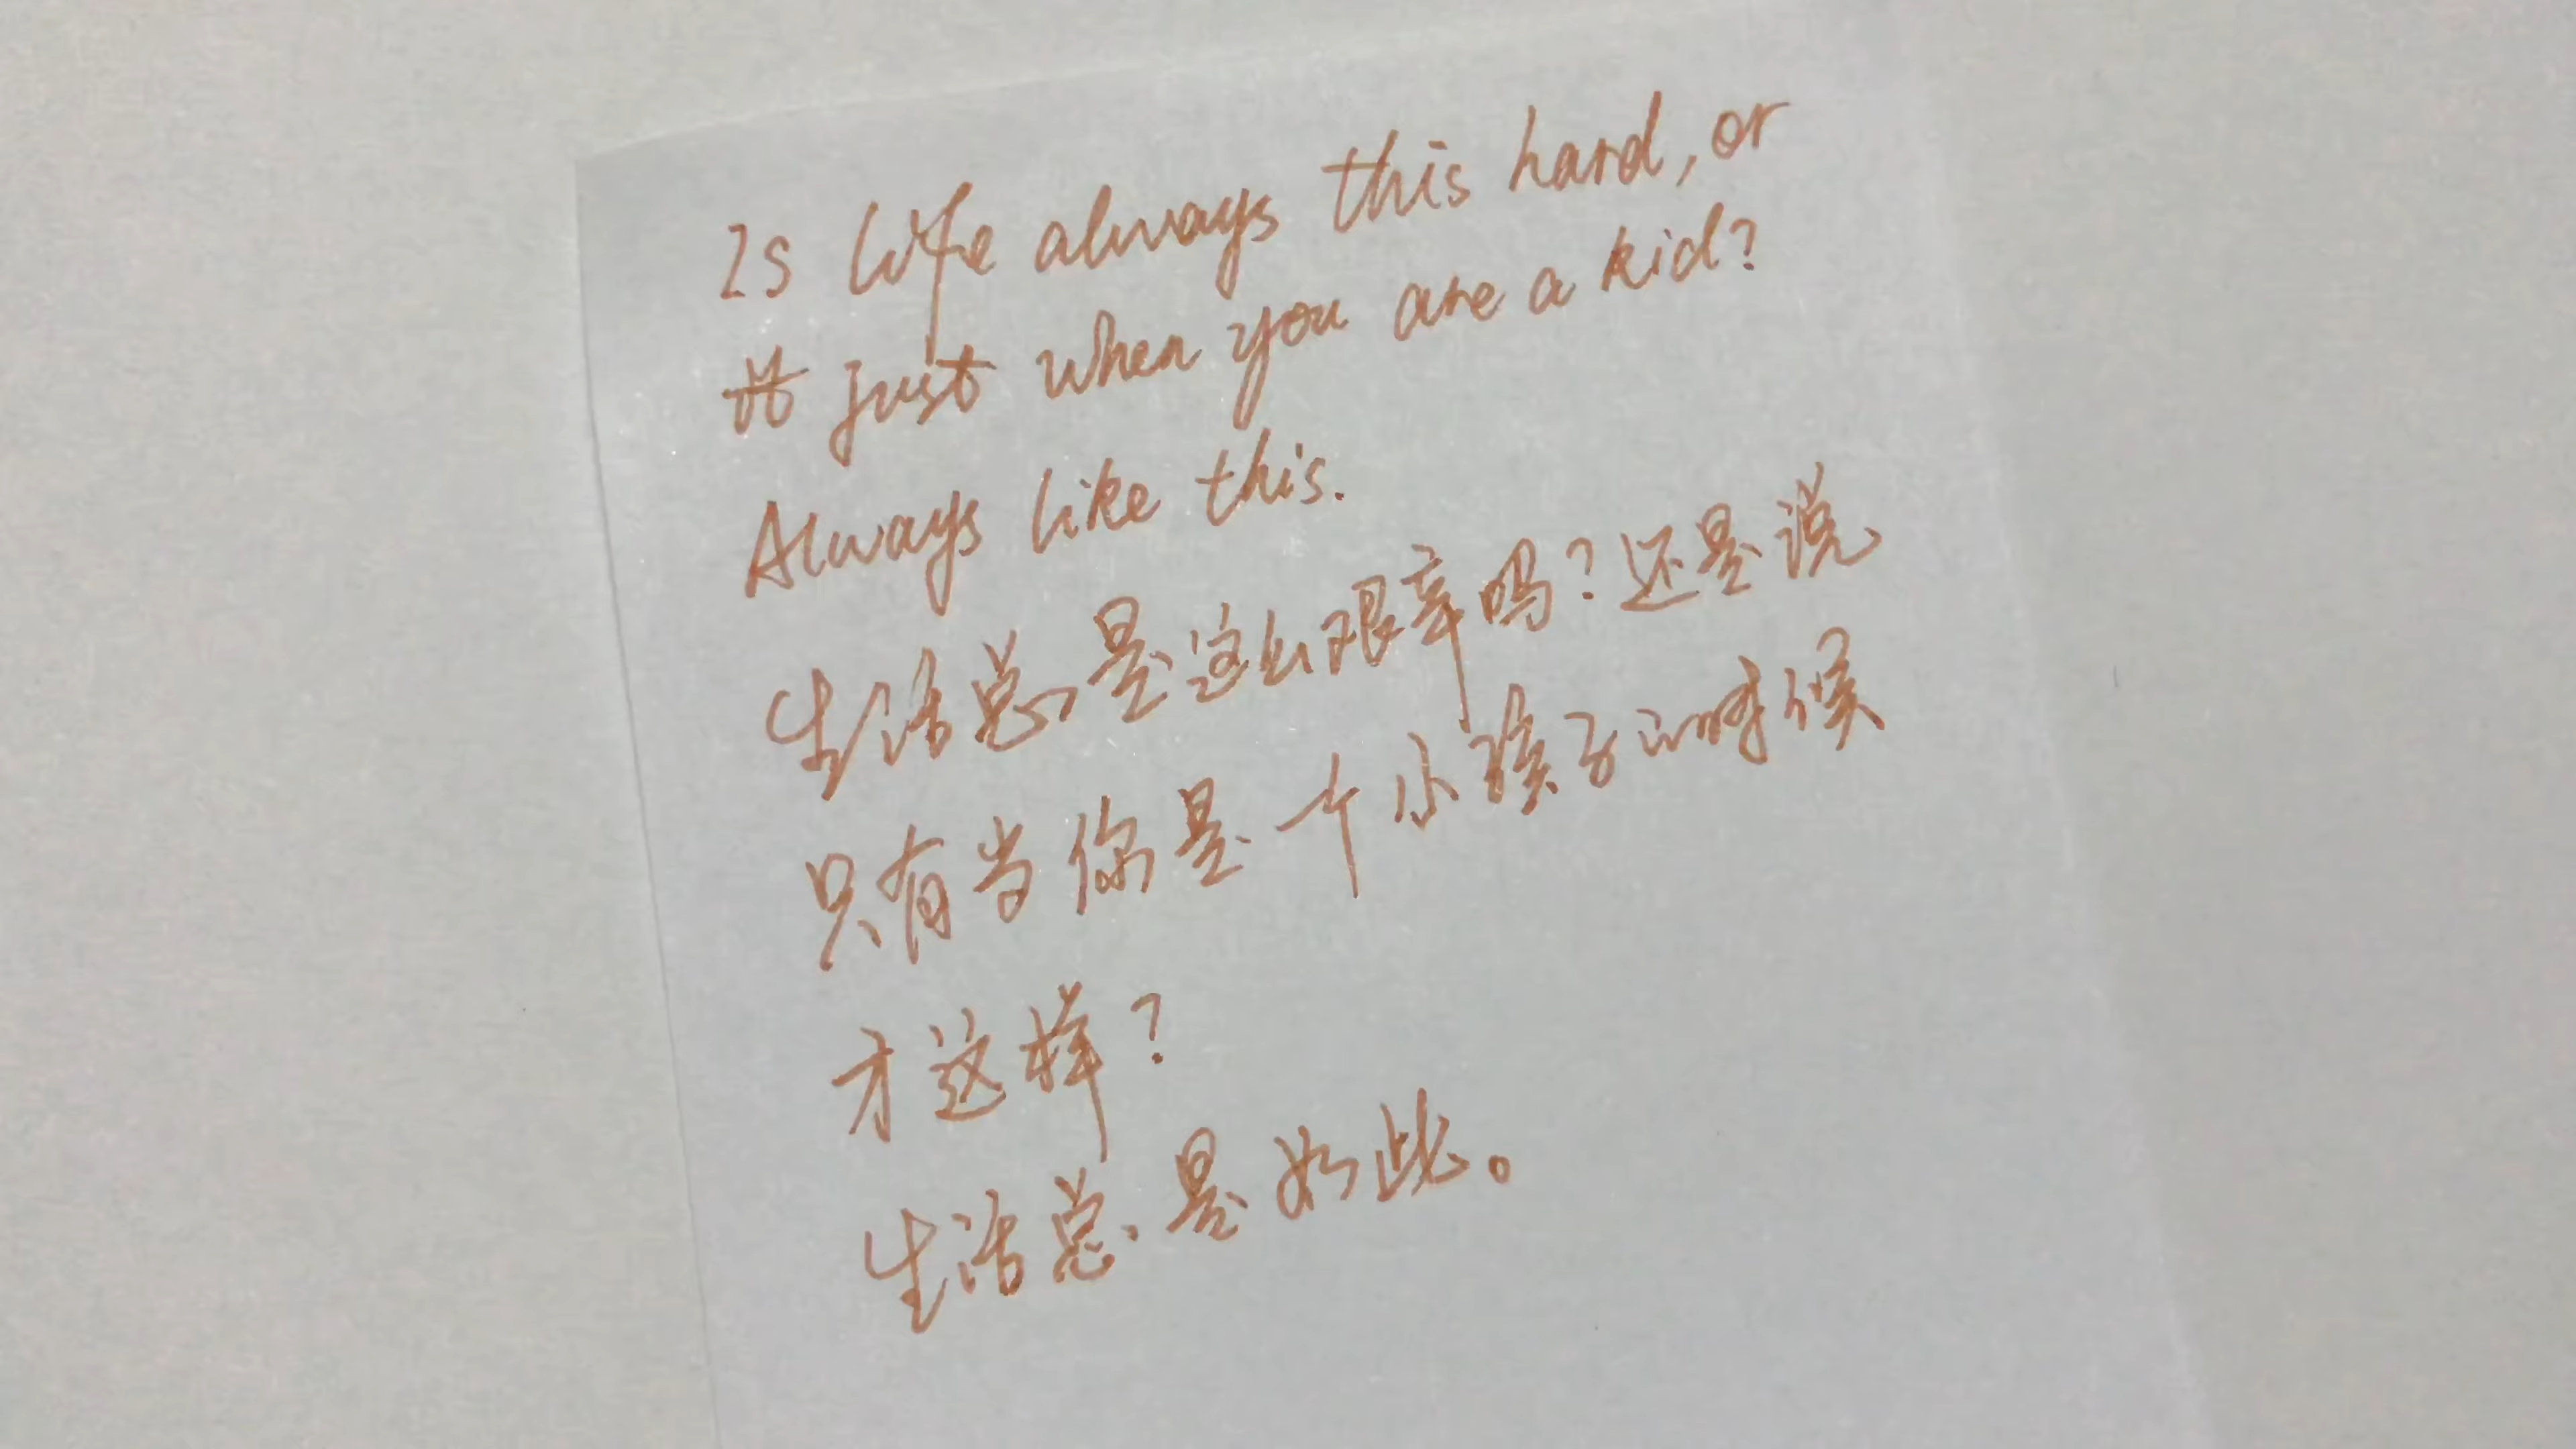 Is life always this hard, or
it just when you are a kid?
Always like this.
生活总是这么艰辛吗？还是说
只有当你是一个小孩子的时候
才这样？
生活总是如此。